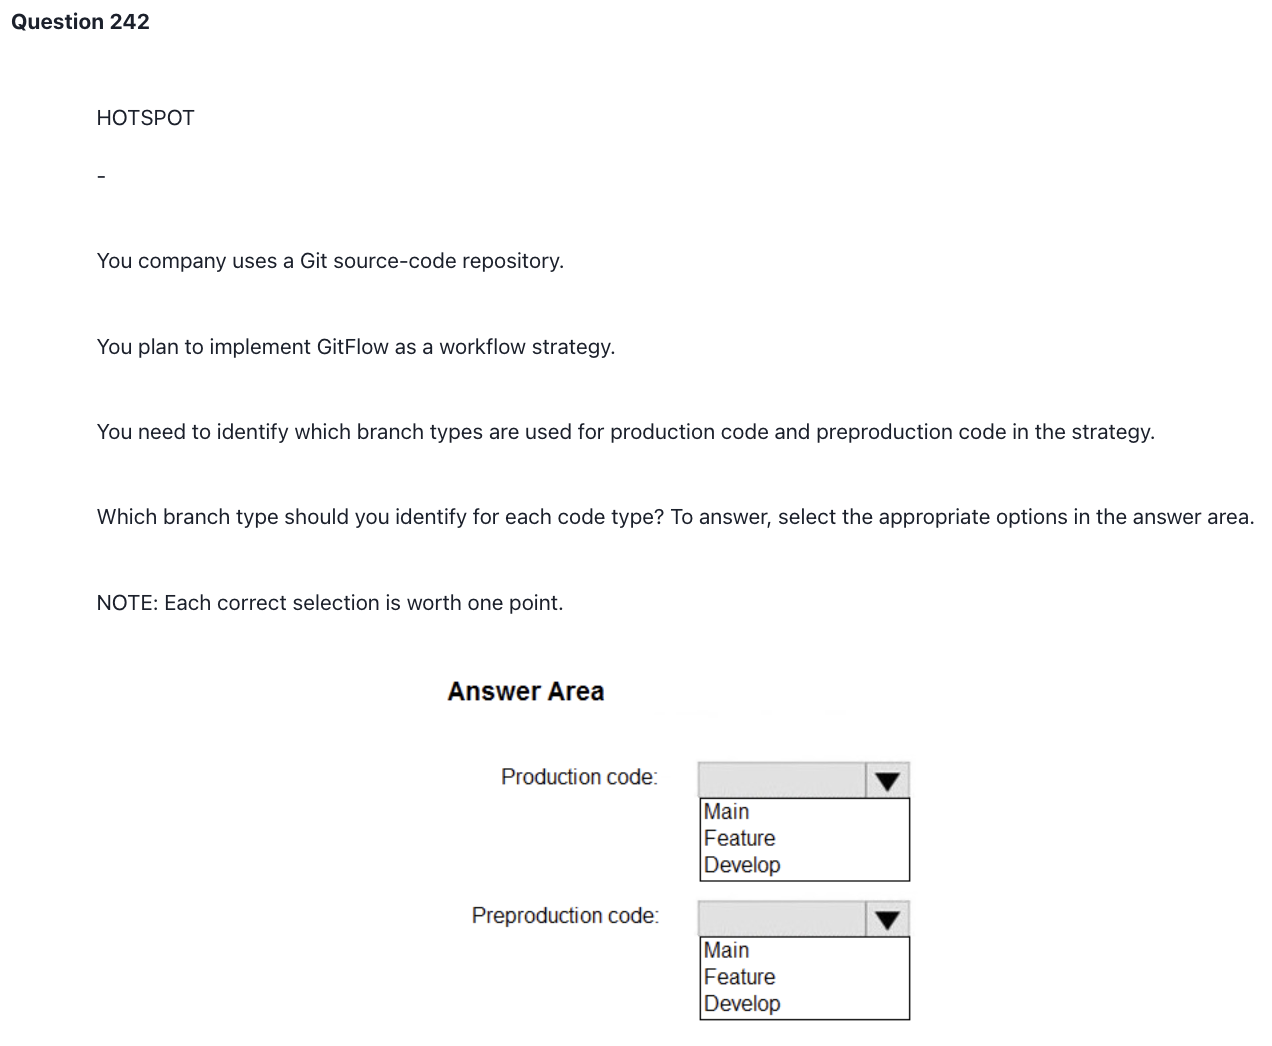 Question 242
HOTSPOT
-
You company uses a Git source-code repository.
You plan to implement GitFlow as a workflow strategy.
You need to identify which branch types are used for production code and preproduction code in the strategy.
Which branch type should you identify for each code type? To answer, select the appropriate options in the answer area.
NOTE: Each correct selection is worth one point.
Answer Area
Production code:
Main
Feature
Develop
Preproduction code:
Main
Feature
Develop